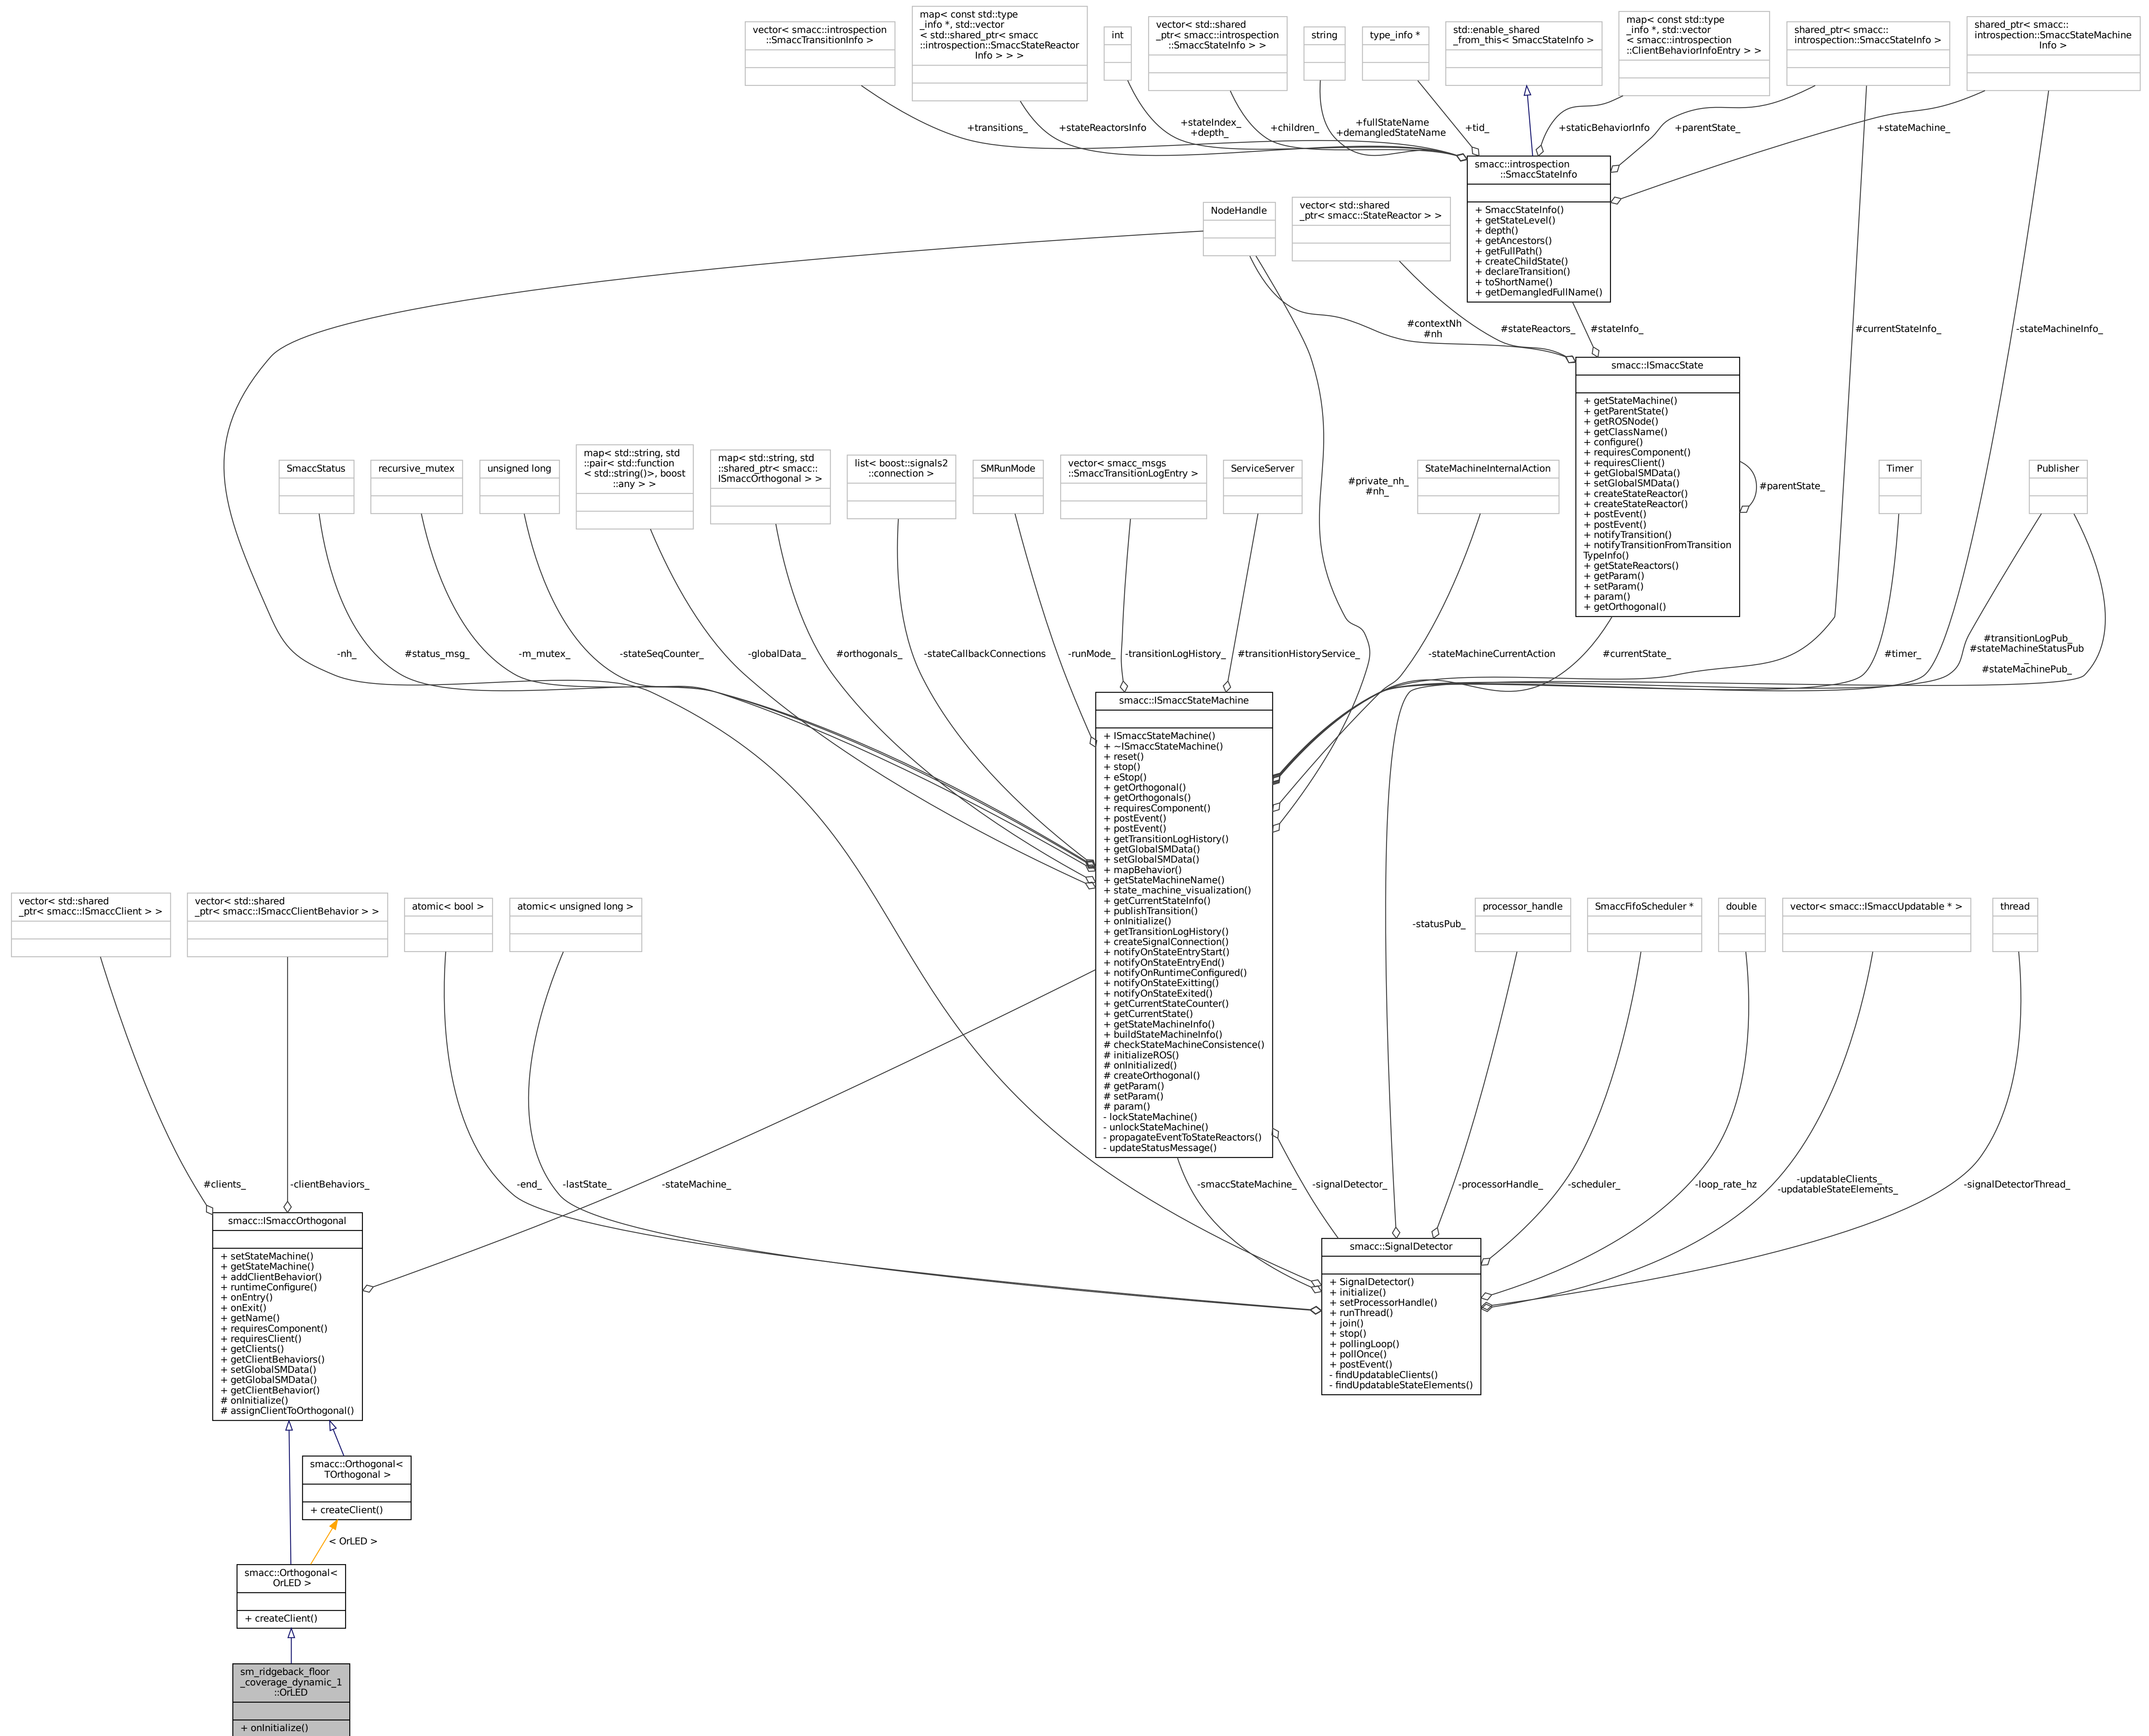 vector< smacc::introspection
::SmaccTransitionInfo >
map< const std::type
_info *, std::vector
< std::shared_ptr< smacc
::introspection::SmaccStateReactor
Info > > >
int
vector< std::shared
_ptr< smacc::introspection
::SmaccStateInfo > >
string
type_info *
std::enable_shared
_from_this< SmaccStateInfo >
map< const std::type
_info *, std::vector
< smacc::introspection
::ClientBehaviorInfoEntry > >
shared_ptr< smacc::
introspection::SmaccStateInfo >
shared_ptr< smacc::
introspection::SmaccStateMachine
Info >
+transitions_
+stateReactorsInfo
+stateIndex_
+depth_
+children_
+fullStateName
+demangledStateName
+tid_
+staticBehaviorInfo
+parentState_
+stateMachine_
smacc::introspection
::SmaccStateInfo
+ SmaccStateInfo()
+ getStateLevel()
+ depth()
+ getAncestors()
+ getFullPath()
+ createChildState()
+ declareTransition()
+ toShortName()
+ getDemangledFullName()
NodeHandle
vector< std::shared
_ptr< smacc::StateReactor > >
#contextNh
#nh
#stateReactors_
#stateInfo_
#currentStateInfo_
-stateMachineInfo_
smacc::ISmaccState
+ getStateMachine()
+ getParentState()
+ getROSNode()
+ getClassName()
+ configure()
+ requiresComponent()
+ requiresClient()
+ getGlobalSMData()
+ setGlobalSMData()
+ createStateReactor()
+ createStateReactor()
+ postEvent()
+ postEvent()
+ notifyTransition()
+ notifyTransitionFromTransition
TypeInfo()
+ getStateReactors()
+ getParam()
+ setParam()
+ param()
+ getOrthogonal()
#parentState_
SmaccStatus
recursive_mutex
unsigned long
map< std::string, std
::pair< std::function
< std::string()>, boost
::any > >
map< std::string, std
::shared_ptr< smacc::
ISmaccOrthogonal > >
list< boost::signals2
::connection >
SMRunMode
vector< smacc_msgs
::SmaccTransitionLogEntry >
ServiceServer
#private_nh_
#nh_
StateMachineInternalAction
Timer
Publisher
-nh_
#status_msg_
-m_mutex_
-stateSeqCounter_
-globalData_
#orthogonals_
-stateCallbackConnections
-runMode_
-transitionLogHistory_
#transitionHistoryService_
-stateMachineCurrentAction
#currentState_
#timer_
#transitionLogPub_
#stateMachineStatusPub
_
#stateMachinePub_
smacc::ISmaccStateMachine
+ ISmaccStateMachine()
+ ~ISmaccStateMachine()
+ reset()
+ stop()
+ eStop()
+ getOrthogonal()
+ getOrthogonals()
+ requiresComponent()
+ postEvent()
+ postEvent()
+ getTransitionLogHistory()
+ getGlobalSMData()
+ setGlobalSMData()
+ mapBehavior()
+ getStateMachineName()
+ state_machine_visualization()
+ getCurrentStateInfo()
+ publishTransition()
+ onInitialize()
+ getTransitionLogHistory()
+ createSignalConnection()
+ notifyOnStateEntryStart()
+ notifyOnStateEntryEnd()
+ notifyOnRuntimeConfigured()
+ notifyOnStateExitting()
+ notifyOnStateExited()
+ getCurrentStateCounter()
+ getCurrentState()
+ getStateMachineInfo()
+ buildStateMachineInfo()
# checkStateMachineConsistence()
# initializeROS()
# onInitialized()
# createOrthogonal()
# getParam()
# setParam()
# param()
- lockStateMachine()
- unlockStateMachine()
- propagateEventToStateReactors()
- updateStatusMessage()
vector< std::shared
_ptr< smacc::ISmaccClient > >
vector< std::shared
_ptr< smacc::ISmaccClientBehavior > >
atomic< bool >
atomic< unsigned long >
-statusPub_
processor_handle
SmaccFifoScheduler *
double
vector< smacc::ISmaccUpdatable * >
thread
#clients_
-clientBehaviors_
-end_
-lastState_
-stateMachine_
-smaccStateMachine_
-signalDetector_
-processorHandle_
-scheduler_
-loop_rate_hz
-updatableClients_
-updatableStateElements_
-signalDetectorThread_
smacc::ISmaccOrthogonal
+ setStateMachine()
+ getStateMachine()
+ addClientBehavior()
+ runtimeConfigure()
+ onEntry()
+ onExit()
+ getName()
+ requiresComponent()
+ requiresClient()
+ getClients()
+ getClientBehaviors()
+ setGlobalSMData()
+ getGlobalSMData()
+ getClientBehavior()
# onInitialize()
# assignClientToOrthogonal()
smacc::SignalDetector
+ SignalDetector()
+ initialize()
+ setProcessorHandle()
+ runThread()
+ join()
+ stop()
+ pollingLoop()
+ pollOnce()
+ postEvent()
- findUpdatableClients()
- findUpdatableStateElements()
smacc::Orthogonal<
TOrthogonal >
+ createClient()
< OrLED >
smacc::Orthogonal<
OrLED >
+ createClient()
sm_ridgeback_floor
_coverage_dynamic_1
::OrLED
+ onInitialize()